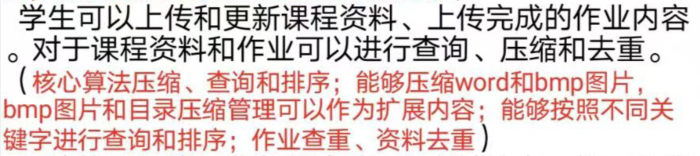 学生可以上传和更新课程资料、上传完成的作业内容
。对于课程资料和作业可以进行查询、压缩和去重。
(核心算法压缩、查询和排序；能够压缩word和bmp图片，
bmp图片和目录压缩管理可以作为扩展内容；能够按照不同关
键字进行查询和排序；作业查重、资料去重)